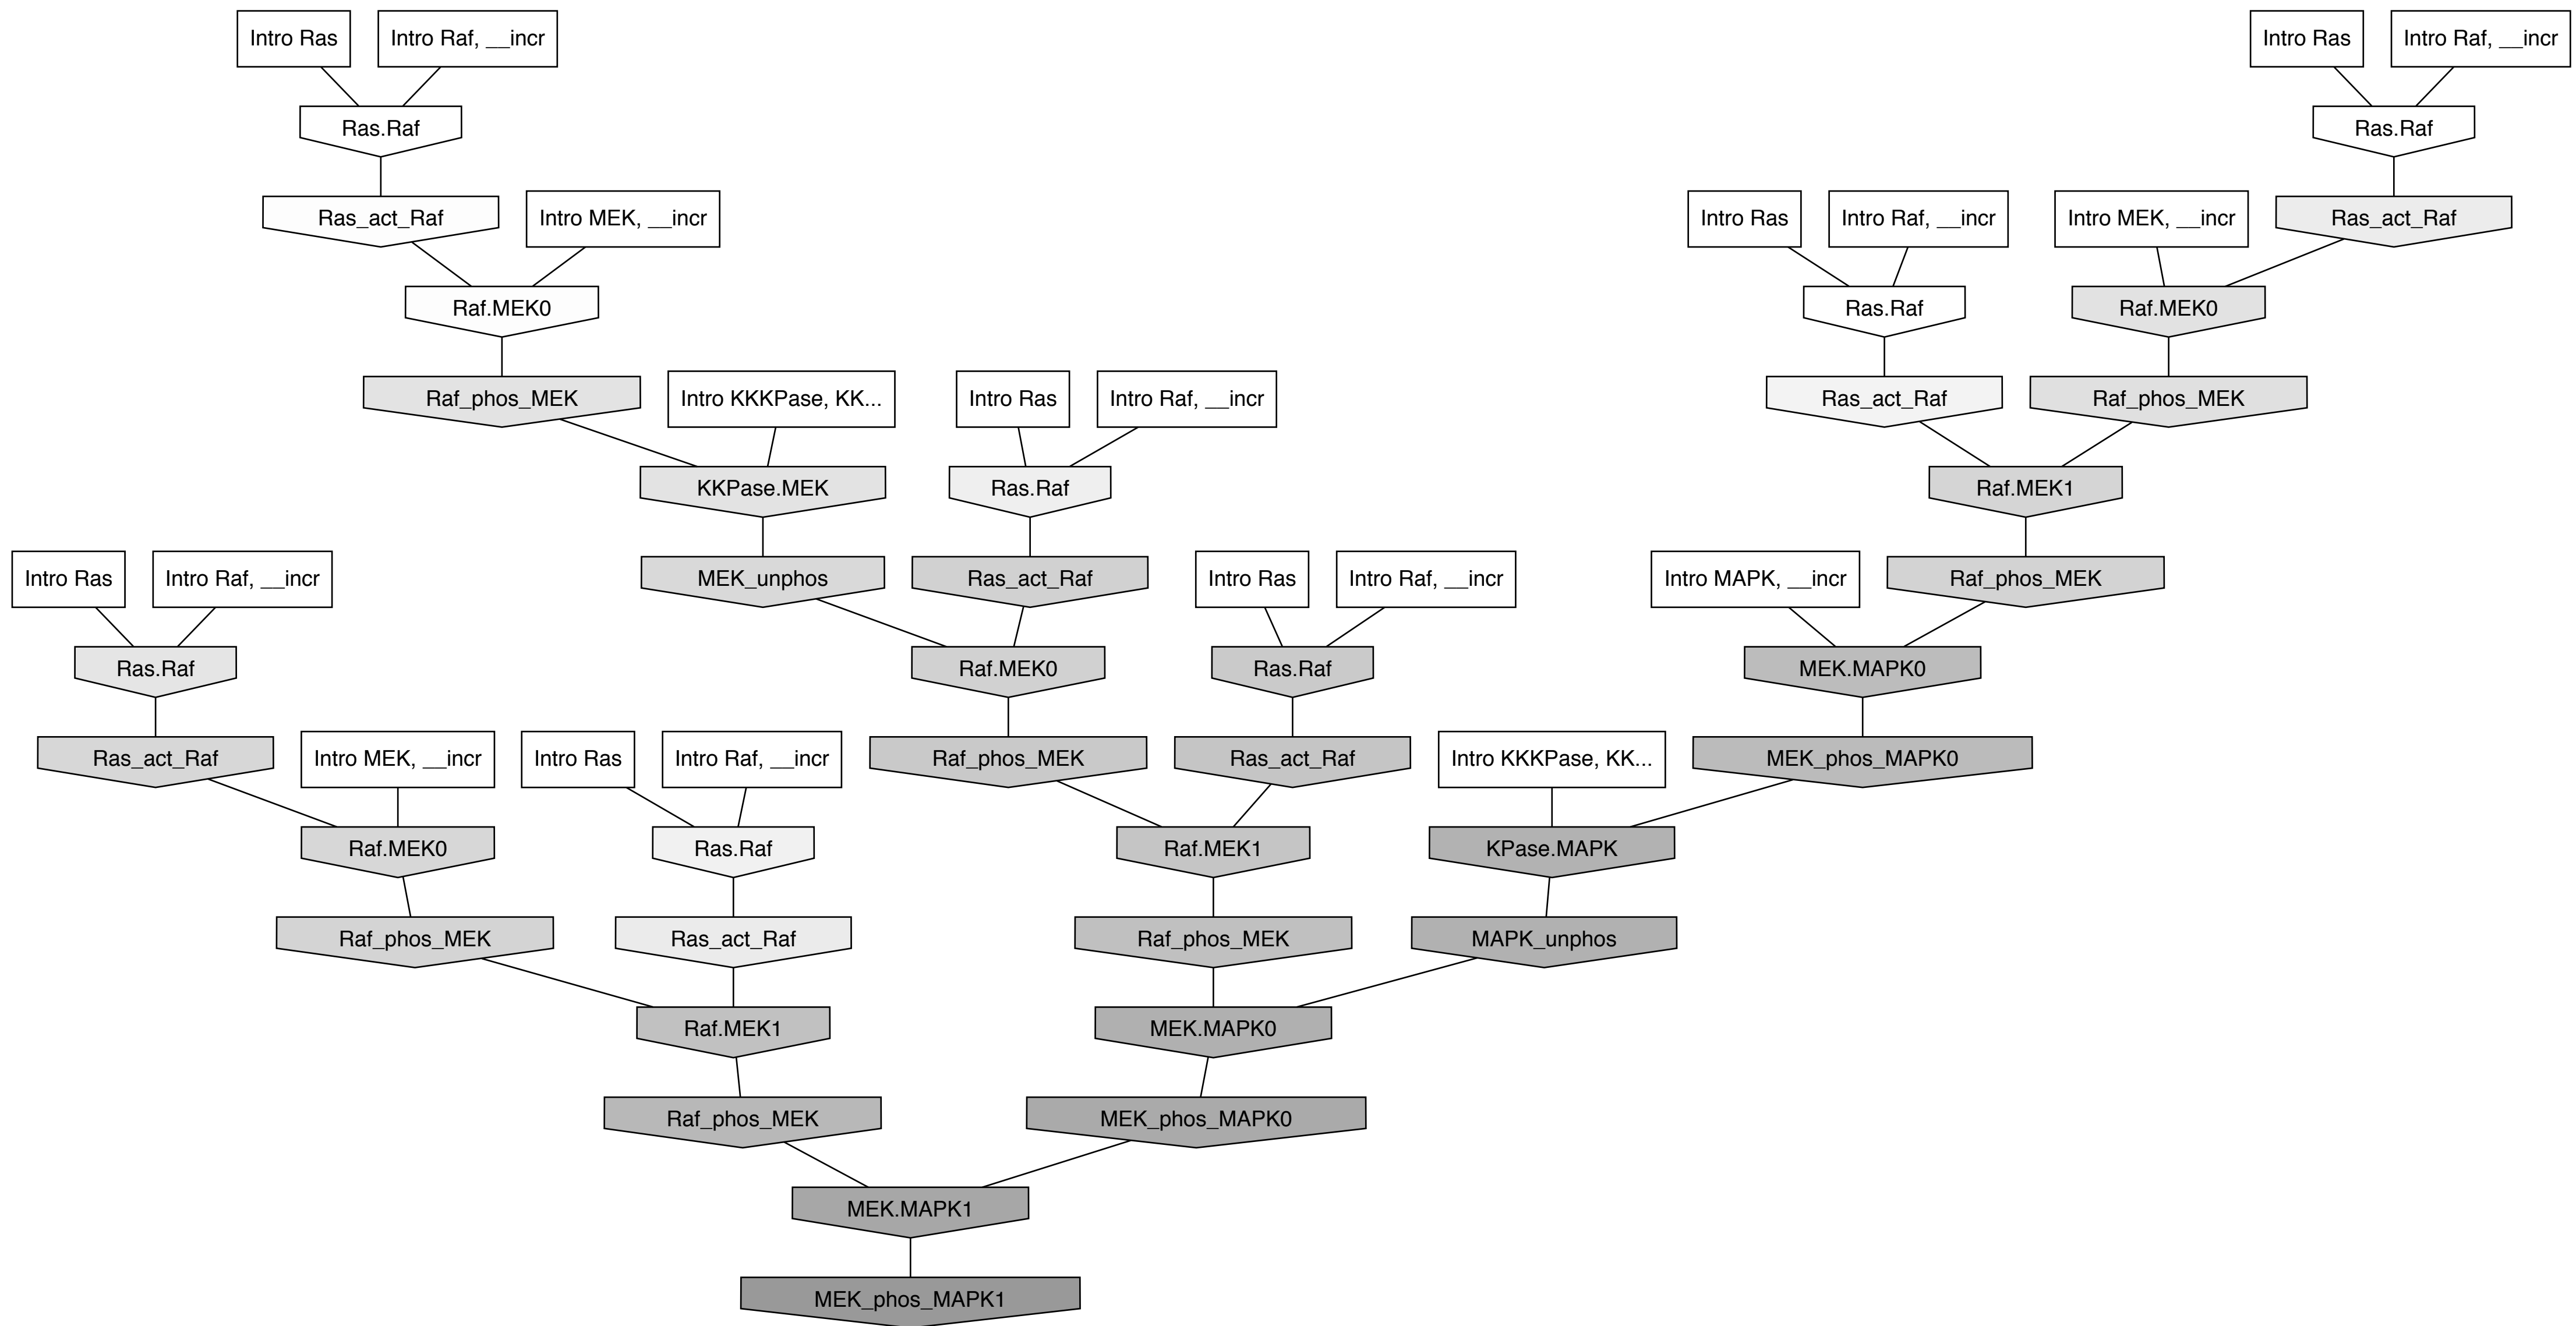 Intro Ras
Intro Raf, __incr
Intro Ras
Intro Raf, __incr
Ras.Raf
Ras.Raf
Ras_act_Raf
Intro MEK, __incr
Intro Ras
Intro Raf, __incr
Intro MEK, __incr
Ras_act_Raf
Raf.MEK0
Ras.Raf
Raf.MEK0
Raf_phos_MEK
Intro KKKPase, KK...
Intro Ras
Intro Raf, __incr
Ras_act_Raf
Raf_phos_MEK
KKPase.MEK
Ras.Raf
Raf.MEK1
Intro Ras
Intro Raf, __incr
MEK_unphos
Ras_act_Raf
Intro Ras
Intro Raf, __incr
Intro MAPK, __incr
Raf_phos_MEK
Ras.Raf
Raf.MEK0
Ras.Raf
MEK.MAPK0
Ras_act_Raf
Intro MEK, __incr
Intro Ras
Intro Raf, __incr
Raf_phos_MEK
Ras_act_Raf
Intro KKKPase, KK...
MEK_phos_MAPK0
Raf.MEK0
Ras.Raf
Raf.MEK1
KPase.MAPK
Raf_phos_MEK
Ras_act_Raf
Raf_phos_MEK
MAPK_unphos
Raf.MEK1
MEK.MAPK0
Raf_phos_MEK
MEK_phos_MAPK0
MEK.MAPK1
MEK_phos_MAPK1